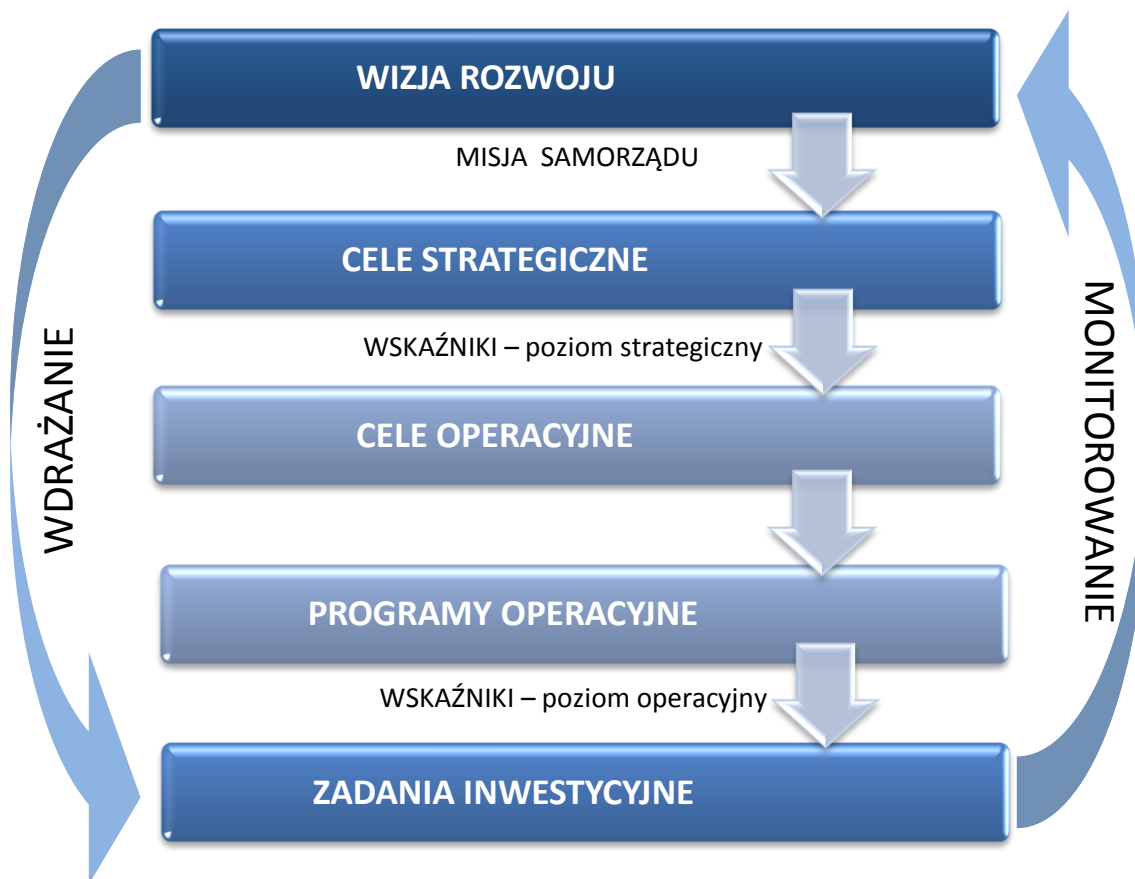 WIZJA ROZWOJU
MISJA SAMORZĄDU
CELE STRATEGICZNE
WSKAŹNIKI – poziom strategiczny
CELE OPERACYJNE
PROGRAMY OPERACYJNE
WSKAŹNIKI – poziom operacyjny
ZADANIA INWESTYCYJNE
WDRAŻANIE
MONITOROWANIE